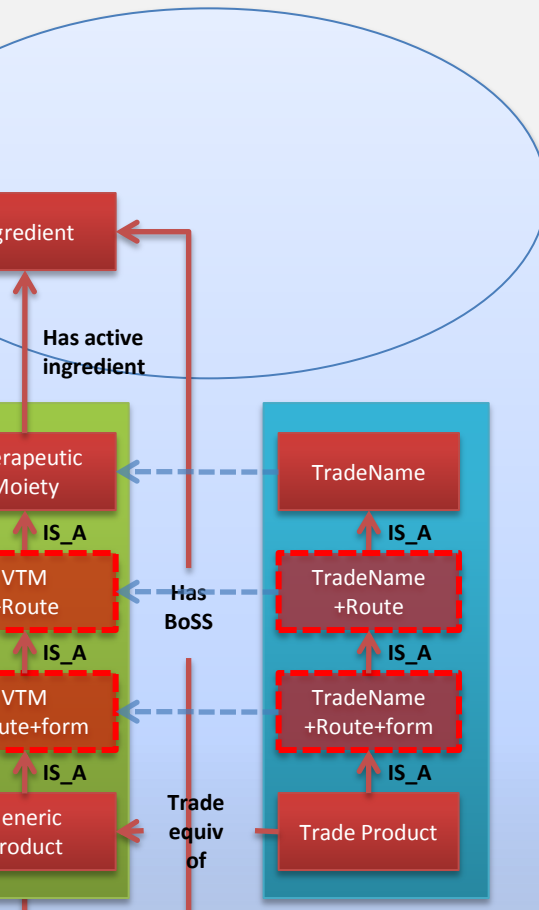 gredient
Has active
ingredient
erapeutic
Moiety
TradeName
IS_A
IS_A
VTM
+Route
TradeName
+Route
Has
BoSS
IS_A
IS_A
VTM
ute+form
TradeName
+Route+form
IS_A
IS_A
eneric
roduct
Trade
equiv
of
Trade Product